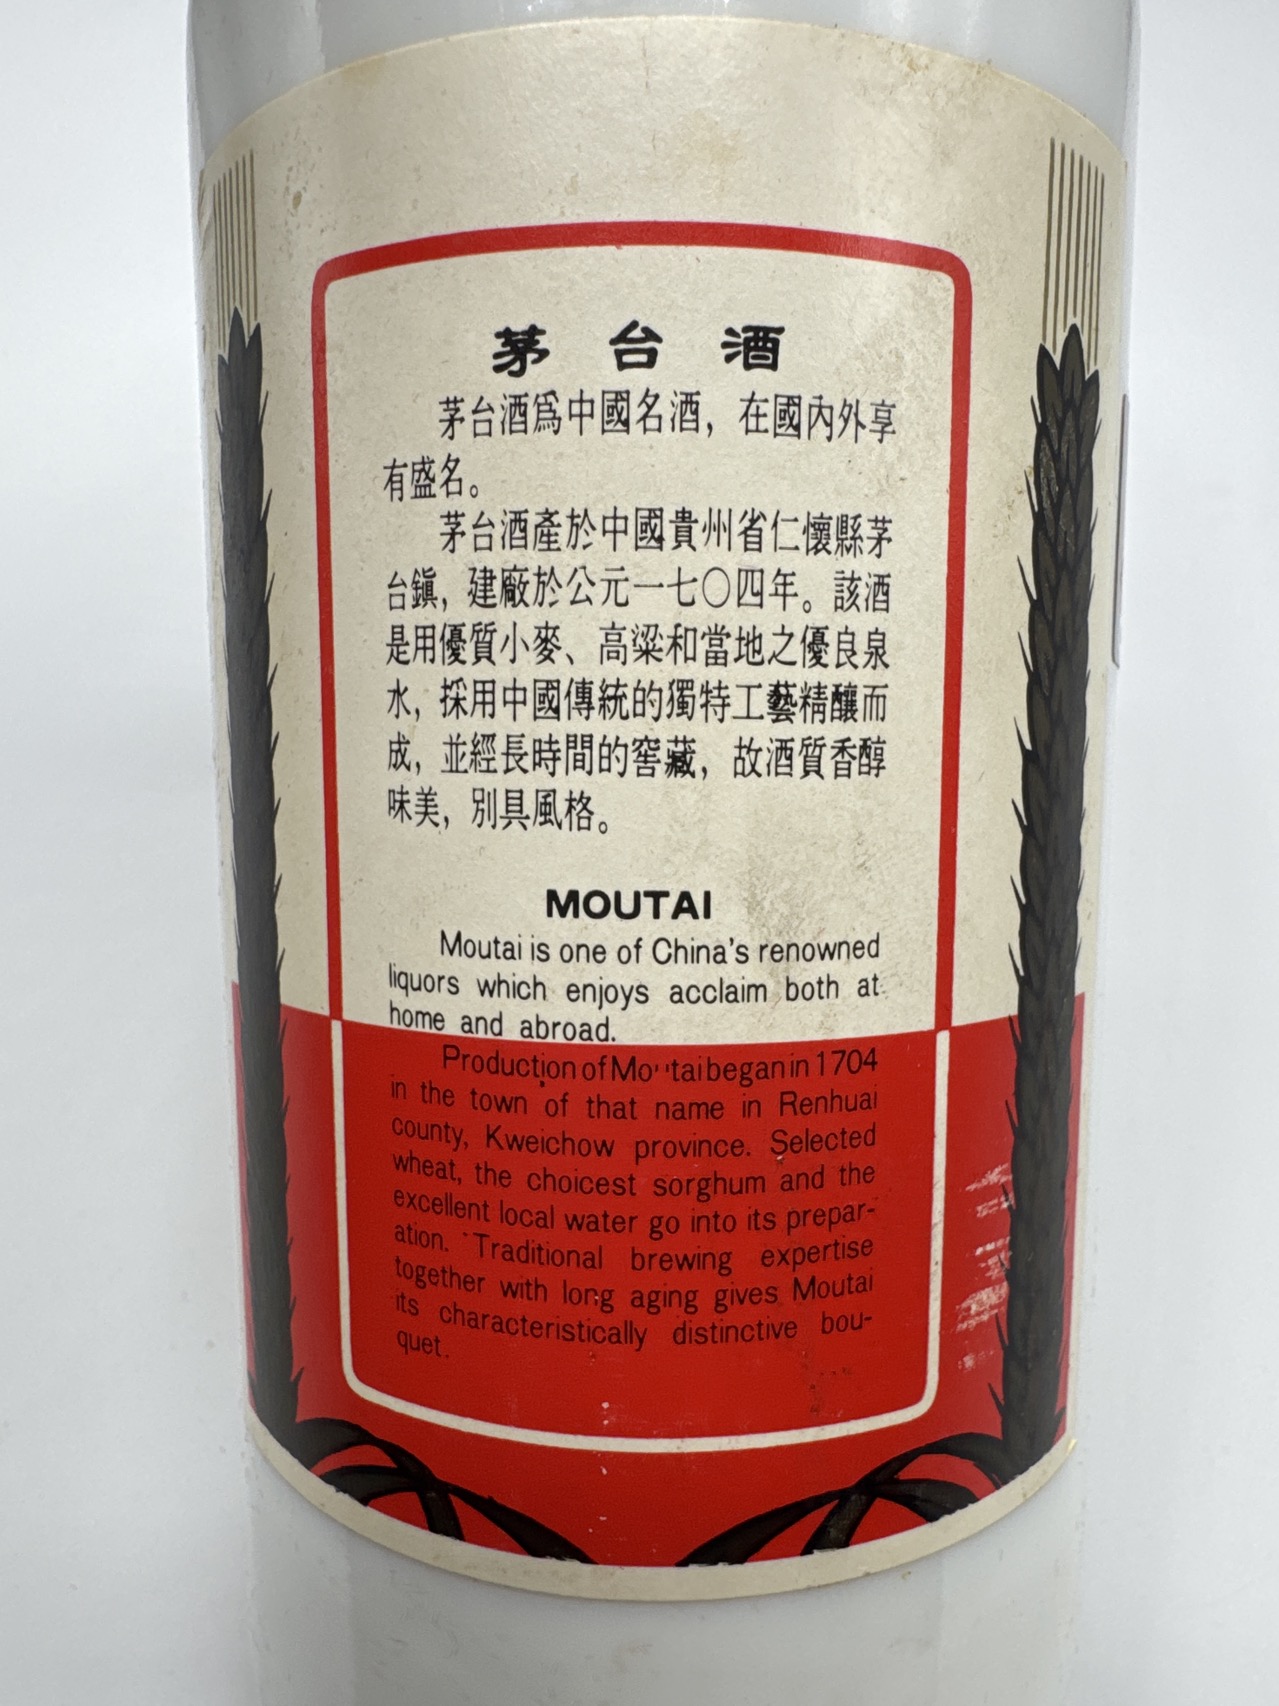 茅台酒
茅台酒爲中國名酒，在國內外享
有盛名。
茅台酒產於中國貴州省仁懷縣茅
台鎭，建廠於公元一七〇四年。該酒
是用優質小麥、高粱和當地之優良泉
水，採用中國傳統的獨特工藝精釀而
成，並經長時間的窖藏，故酒質香醇
味美，別具風格。
MOUTAI
Moutai is one of China's renowned
liquors which enjoys acclaim both at
home and abroad.
Production of Moutai began in 1704
in the town of that name in Renhuai
county, Kweichow province. Selected
wheat, the choicest sorghum and the
excellent local water go into its prepar-
ation. Traditional brewing expertise
together with long aging gives Moutai
its characteristically distinctive bou-
quet.